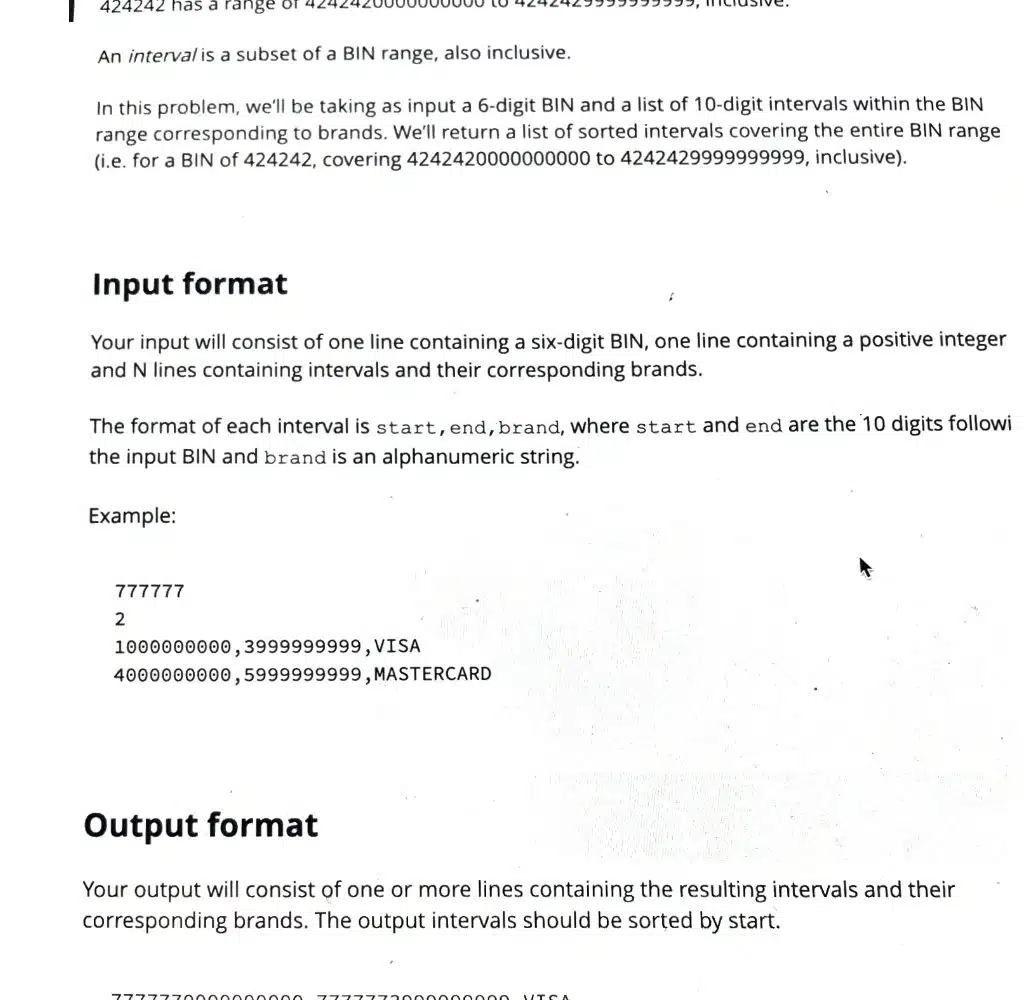 424242 has a range of 4242420000000000 to 4242429999999999, inclusive.
An interval is a subset of a BIN range, also inclusive.
In this problem, we'll be taking as input a 6-digit BIN and a list of 10-digit intervals within the BIN
range corresponding to brands. We'll return a list of sorted intervals covering the entire BIN range
(i.e. for a BIN of 424242, covering 4242420000000000 to 4242429999999999, inclusive).
Input format
Your input will consist of one line containing a six-digit BIN, one line containing a positive integer
and N lines containing intervals and their corresponding brands.
The format of each interval is start,end,brand, where start and end are the 10 digits followi
the input BIN and brand is an alphanumeric string.
Example:
777777
2
1000000000,3999999999,VISA
4000000000,5999999999,MASTERCARD
Output format
Your output will consist of one or more lines containing the resulting intervals and their
corresponding brands. The output intervals should be sorted by start.
VISA